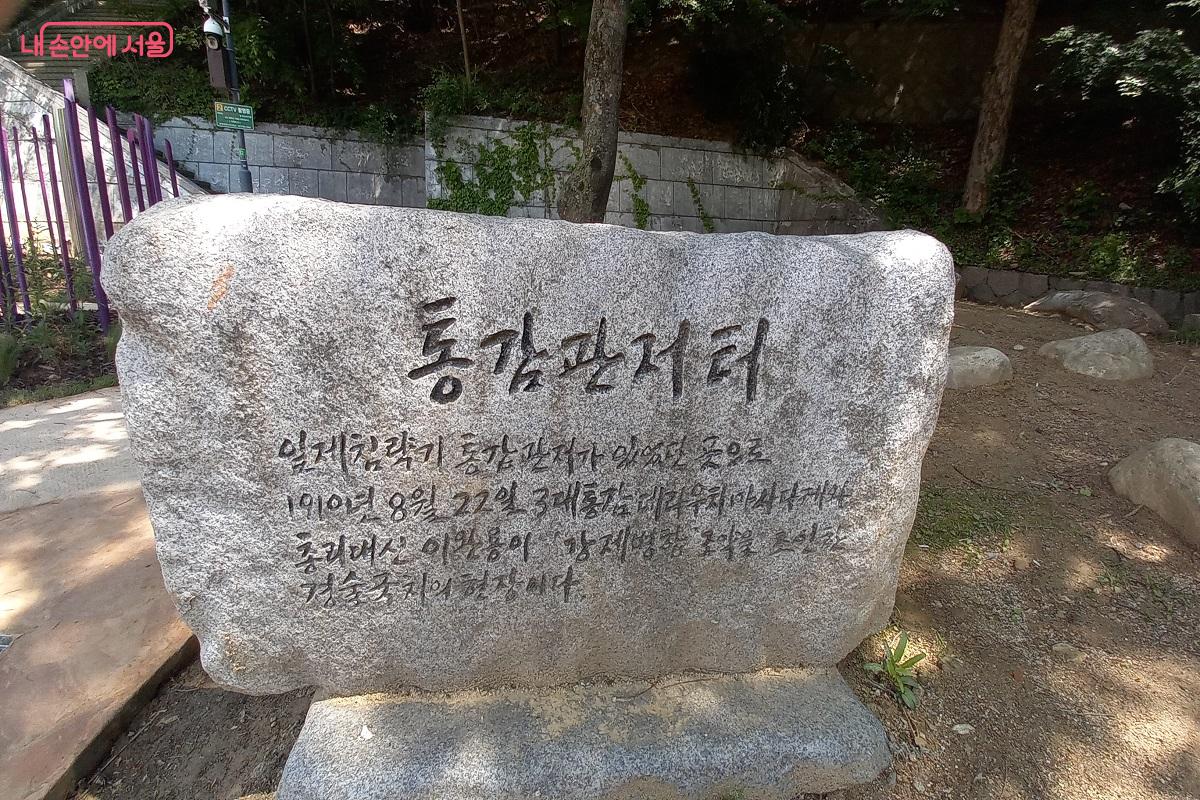 내 손안에 서울
CCTV
통감관저터
일제침략기 통감관저가 있었던 곳으로
1910년 8월 22일 3대통감 데라우치 마사다케와
총리대신 이완용이 '강제병합' 조약을 조인한
경술국치의 현장이다.